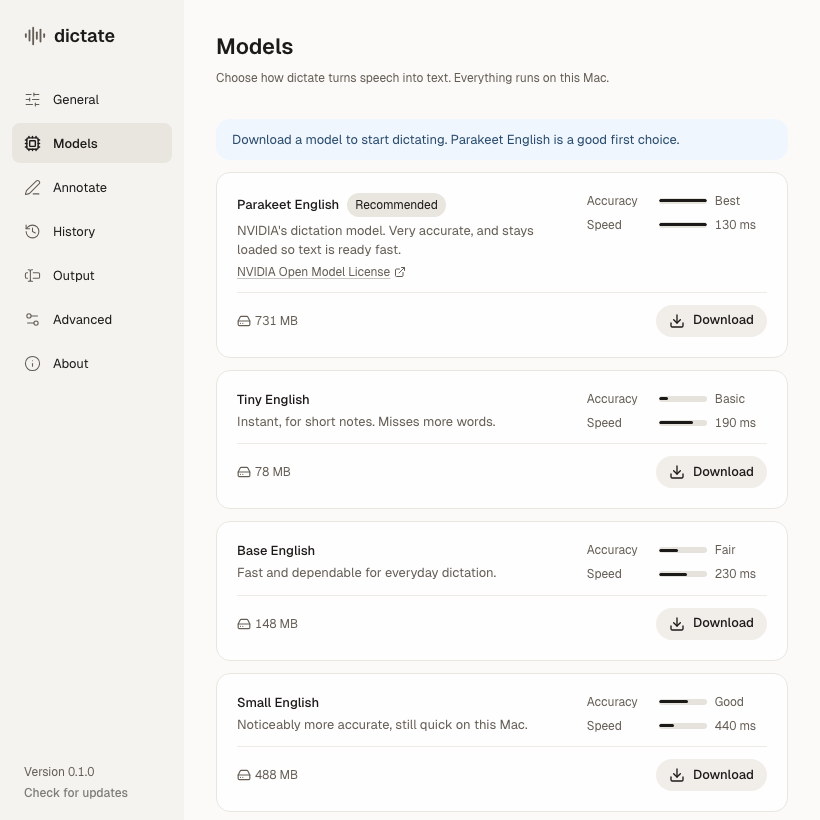 dictate
General
Models
Annotate
History
Output
Advanced
About
Version 0.1.0
Check for updates
Models
Choose how dictate turns speech into text. Everything runs on this Mac.
Download a model to start dictating. Parakeet English is a good first choice.
Parakeet English Recommended
NVIDIA's dictation model. Very accurate, and stays
loaded so text is ready fast.
NVIDIA Open Model License
Accuracy Best
Speed 130 ms
731 MB Download
Tiny English
Instant, for short notes. Misses more words.
Accuracy Basic
Speed 190 ms
78 MB Download
Base English
Fast and dependable for everyday dictation.
Accuracy Fair
Speed 230 ms
148 MB Download
Small English
Noticeably more accurate, still quick on this Mac.
Accuracy Good
Speed 440 ms
488 MB Download